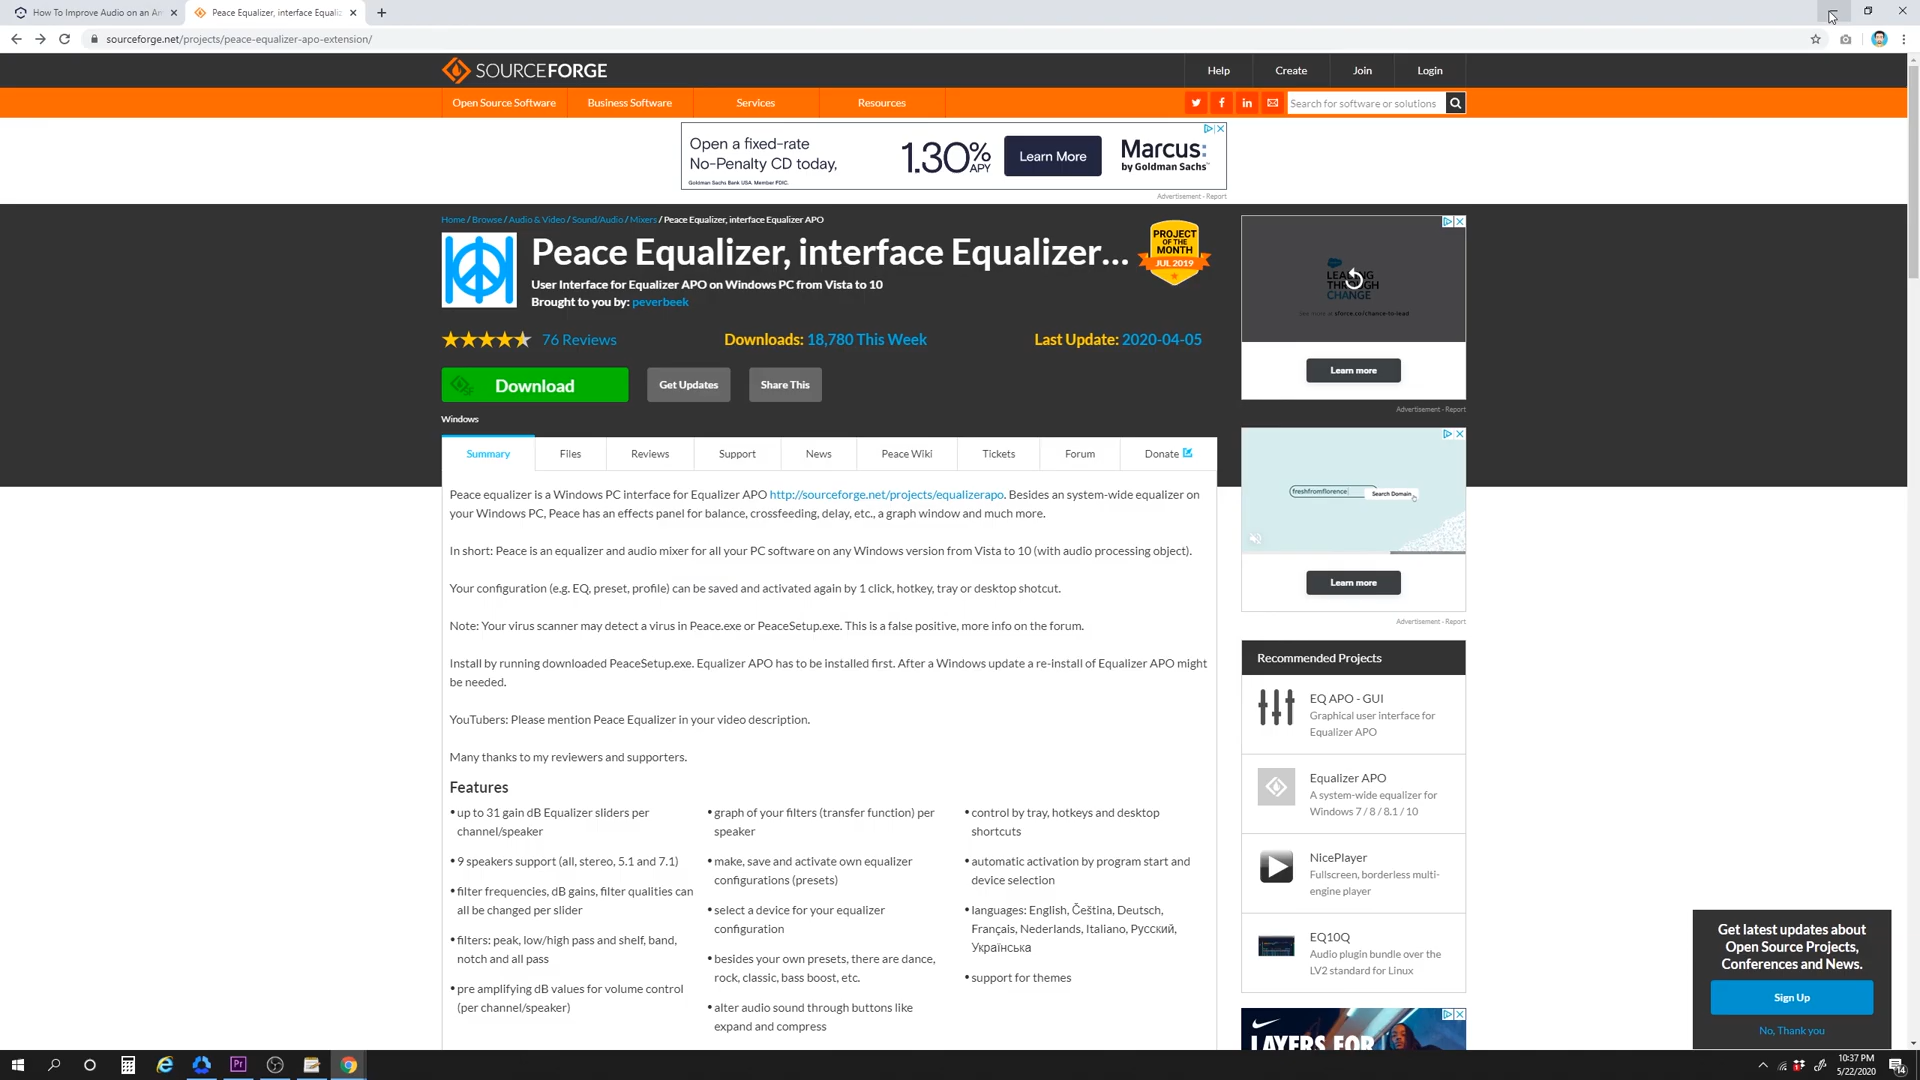 How To Improve Audio on an An
Peace Equalizer, interface Equaliz
sourceforge.net/projects/peace-equalizer-apo-extension/
SOURCEFORGE
Help
Create
Join
Login
Open Source Software
Business Software
Services
Resources
Search for software or solutions
Open a fixed-rate
No-Penalty CD today,
Goldman Sachs Bank USA. Member FDIC.
1.30% APY
Learn More
Marcus:
by Goldman Sachs
Advertisement - Report
Home / Browse / Audio & Video / Sound/Audio / Mixers / Peace Equalizer, interface Equalizer APO
Peace Equalizer, interface Equalizer...
User Interface for Equalizer APO on Windows PC from Vista to 10
Brought to you by: peverbeek
PROJECT
OF THE
MONTH
JUL 2019
76 Reviews
Downloads: 18,780 This Week
Last Update: 2020-04-05
Download
Get Updates
Share This
Windows
Summary
Files
Reviews
Support
News
Peace Wiki
Tickets
Forum
Donate
Peace equalizer is a Windows PC interface for Equalizer APO http://sourceforge.net/projects/equalizerapo. Besides an system-wide equalizer on
your Windows PC, Peace has an effects panel for balance, crossfeeding, delay, etc., a graph window and much more.
In short: Peace is an equalizer and audio mixer for all your PC software on any Windows version from Vista to 10 (with audio processing object).
Your configuration (e.g. EQ, preset, profile) can be saved and activated again by 1 click, hotkey, tray or desktop shotcut.
Note: Your virus scanner may detect a virus in Peace.exe or PeaceSetup.exe. This is a false positive, more info on the forum.
Install by running downloaded PeaceSetup.exe. Equalizer APO has to be installed first. After a Windows update a re-install of Equalizer APO might
be needed.
YouTubers: Please mention Peace Equalizer in your video description.
Many thanks to my reviewers and supporters.
Features
• up to 31 gain dB Equalizer sliders per
channel/speaker
• 9 speakers support (all, stereo, 5.1 and 7.1)
• filter frequencies, dB gains, filter qualities can
all be changed per slider
• filters: peak, low/high pass and shelf, band,
notch and all pass
• pre amplifying dB values for volume control
(per channel/speaker)
• graph of your filters (transfer function) per
speaker
• make, save and activate own equalizer
configurations (presets)
• select a device for your equalizer
configuration
• besides your own presets, there are dance,
rock, classic, bass boost, etc.
• alter audio sound through buttons like
expand and compress
• control by tray, hotkeys and desktop
shortcuts
• automatic activation by program start and
device selection
• languages: English, Čeština, Deutsch,
Français, Nederlands, Italiano, Русский,
Українська
• support for themes
LEADING
THROUGH
CHANGE
Learn more
Advertisement - Report
freshfromflorence
Search Domain
Learn more
Advertisement - Report
Recommended Projects
EQ APO - GUI
Graphical user interface for
Equalizer APO
Equalizer APO
A system-wide equalizer for
Windows 7 / 8 / 8.1 / 10
NicePlayer
Fullscreen, borderless multi-
engine player
EQ10Q
Audio plugin bundle over the
LV2 standard for Linux
LAYERS FOR
Get latest updates about
Open Source Projects,
Conferences and News.
Sign Up
No, Thank you
Pr
10:37 PM
5/22/2020
14